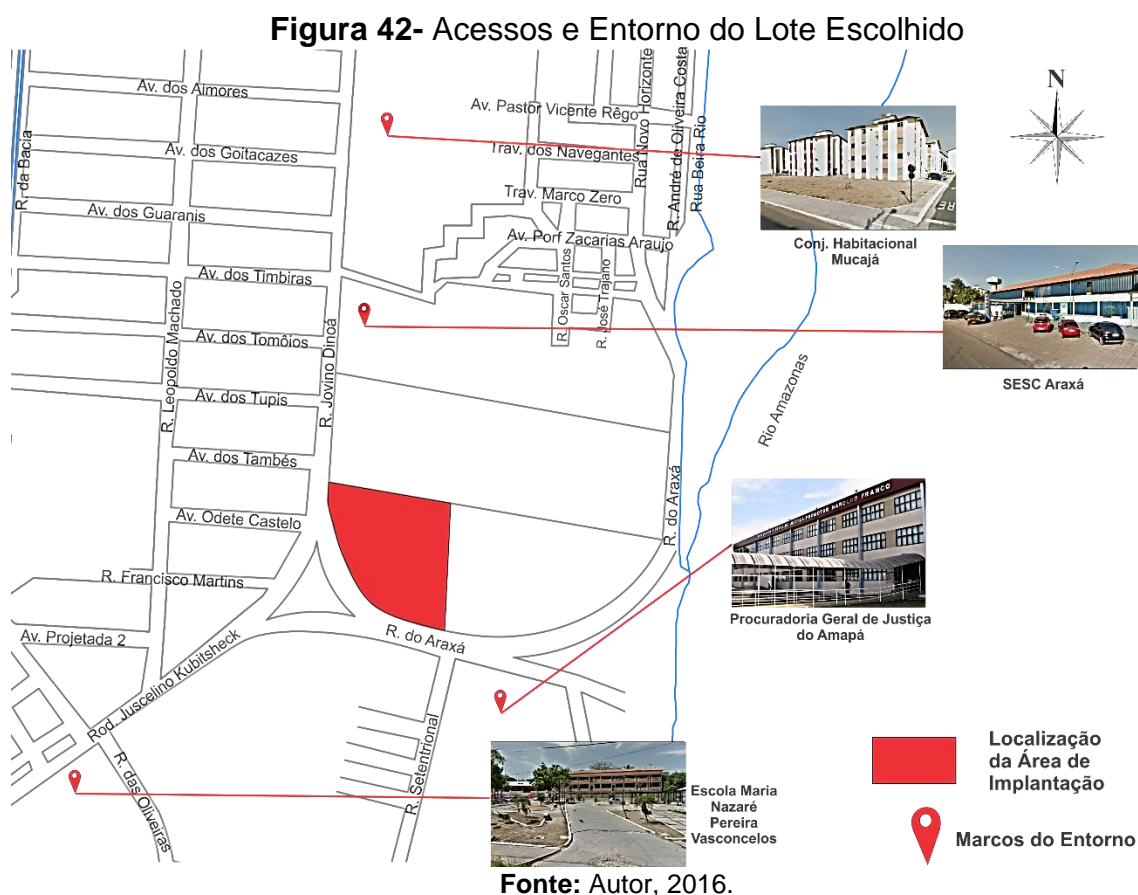 Figura 42- Acessos e Entorno do Lote Escolhido
Av. dos Aimores
Av. Pastor Vicente Rêgo
Rua Novo Horizonte
R. André de Oliveira Costa
Rua Beira Rio
N
R. da Bacia
Av. dos Goitacazes
Trav. dos Navegantes
Trav. Marco Zero
Av. dos Guaranis
Av. Porf Zacarias Araujo
Conj. Habitacional
Mucajá
Av. dos Timbiras
R. Oscar Santos
R. José Trajano
R. Leopoldo Machado
R. Jovino Dinoá
Av. dos Tomôios
Av. dos Tupis
Rio Amazonas
SESC Araxá
Av. dos Tambés
R. do Araxá
Av. Odete Castelo
R. Francisco Martins
Procuradoria Geral de Justiça
do Amapá
Av. Projetada 2
R. do Araxá
Rod. Juscelino Kubitsheck
R. das Oliveiras
R. Setentrional
Escola Maria
Nazaré
Pereira
Vasconcelos
Localização
da Área de
Implantação
Marcos do Entorno
Fonte: Autor, 2016.